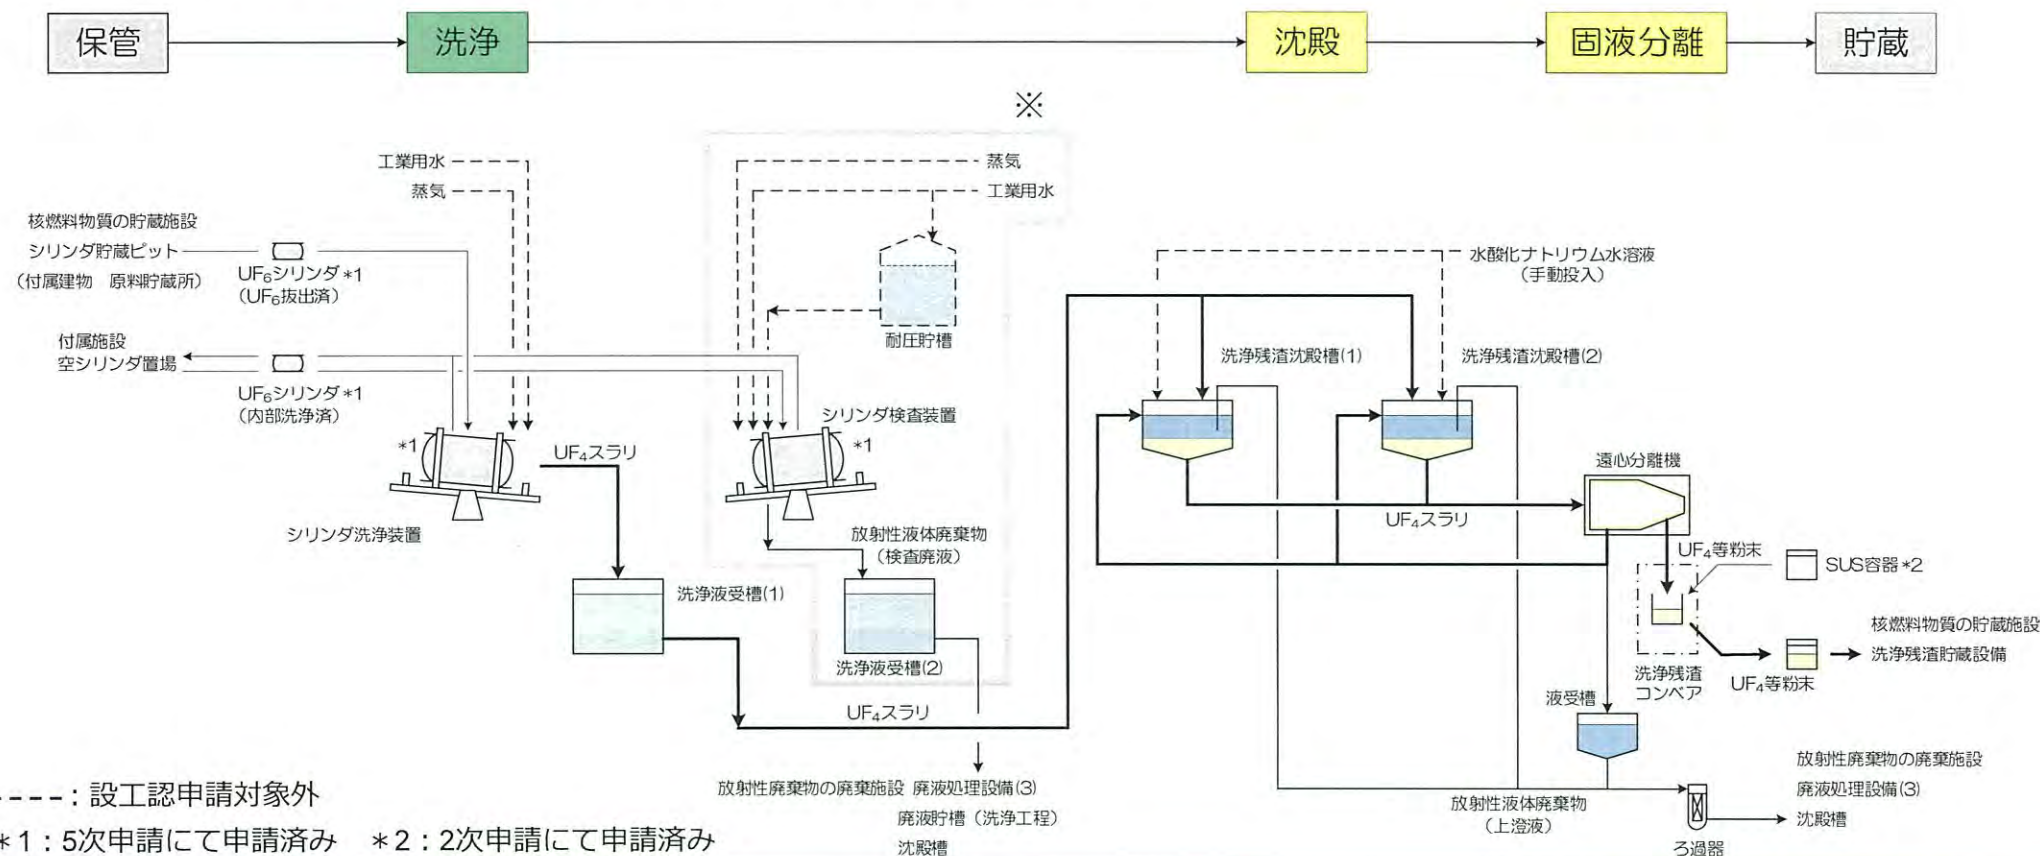 保管
洗浄
沈殿
固液分離
貯蔵
※
工業用水
蒸気
蒸気
工業用水
核燃料物質の貯蔵施設
シリンダ貯蔵ピット
(付属建物 原料貯蔵所)
UF₆シリンダ*1
(UF₆抜出済)
付属施設
空シリンダ置場
UF₆シリンダ*1
(内部洗浄済)
耐圧貯槽
水酸化ナトリウム水溶液
(手動投入)
洗浄残渣沈殿槽(1)
洗浄残渣沈殿槽(2)
シリンダ検査装置
*1
*1
UF₄スラリ
シリンダ洗浄装置
放射性液体廃棄物
(検査廃液)
洗浄液受槽(1)
洗浄液受槽(2)
UF₄スラリ
遠心分離機
UF₄スラリ
UF₄等粉末
SUS容器*2
核燃料物質の貯蔵施設
洗浄残渣貯蔵設備
洗浄残渣
コンベア
UF₄等粉末
液受槽
放射性廃棄物の廃棄施設 廃液処理設備(3)
廃液貯槽(洗浄工程)
沈殿槽
放射性液体廃棄物
(上澄液)
放射性廃棄物の廃棄施設
廃液処理設備(3)
沈殿槽
ろ過器
----:設工認申請対象外
*1:5次申請にて申請済み *2:2次申請にて申請済み